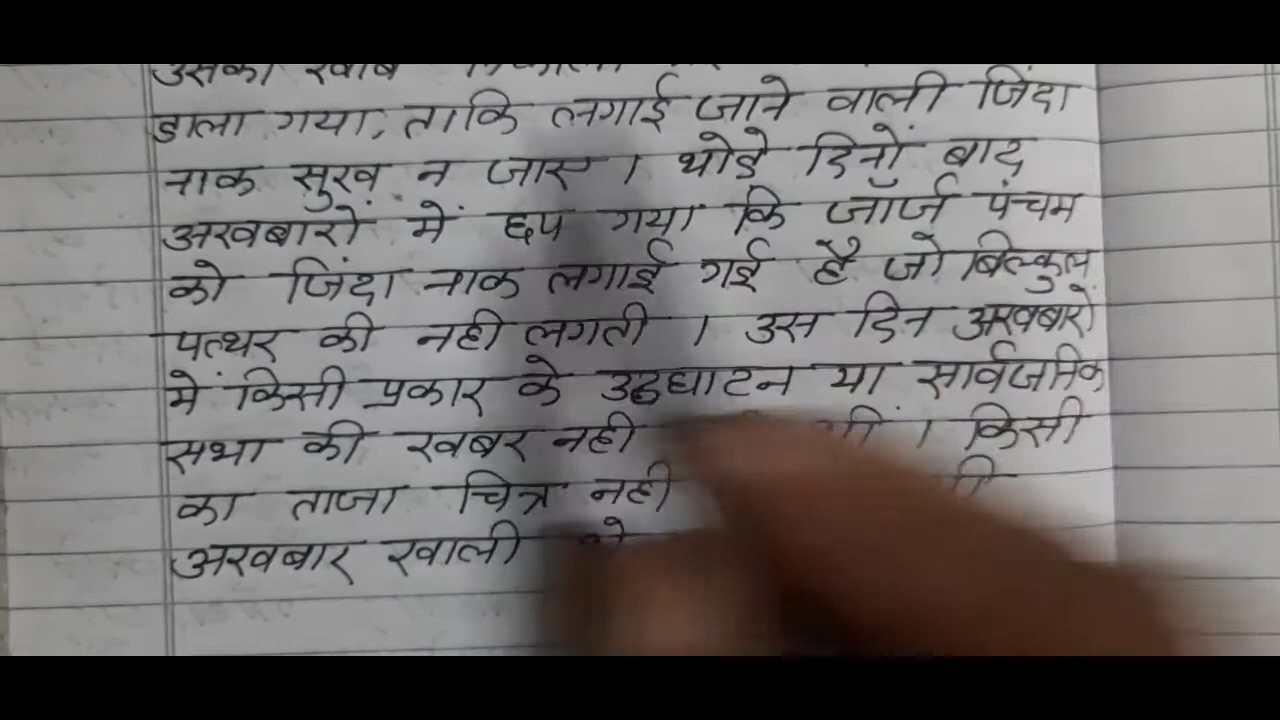 उसका
डाला गया, ताकि लगाई जाने वाली जिंदा
नाक सुख न जाए । थोडे दिनों बाद
अखबारों में छप गया कि जॉर्ज पंचम
को जिंदा नाक लगाई गई है जो बिल्कुल
पत्थर की नही लगती । उस दिन अखबारों
में किसी प्रकार के उद्घाटन या सार्वजनिक
सभा की खबर नही । किसी
का ताजा चित्र नही
अखबार खाली